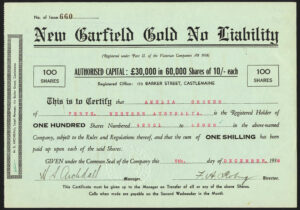 No. of Issue 660
New Garfield Gold No Liability
(Registered under Part II. of the Victorian Companies Act 1938)
100 SHARES
AUTHORISED CAPITAL: £30,000 in 60,000 Shares of 10/- each
100 SHARES
Registered Office: BARKER STREET, CASTLEMAINE
This is to Certify that AMALIA
of PERTH, WESTERN AUSTRALIA, is the Registered Holder of
ONE HUNDRED Shares Numbered to in the above-named
Company, subject to the Rules and Regulations thereof, and that the sum of ONE SHILLING has
been paid up upon each of the said Shares.
GIVEN under the Common Seal of the Company this 9th. day of DECEMBER, 193
Manager. Director.
This Certificate must be given up to the Manager on Transfer of all or any of the above Shares.
Calls when made are payable on the Second Wednesday in the Month.